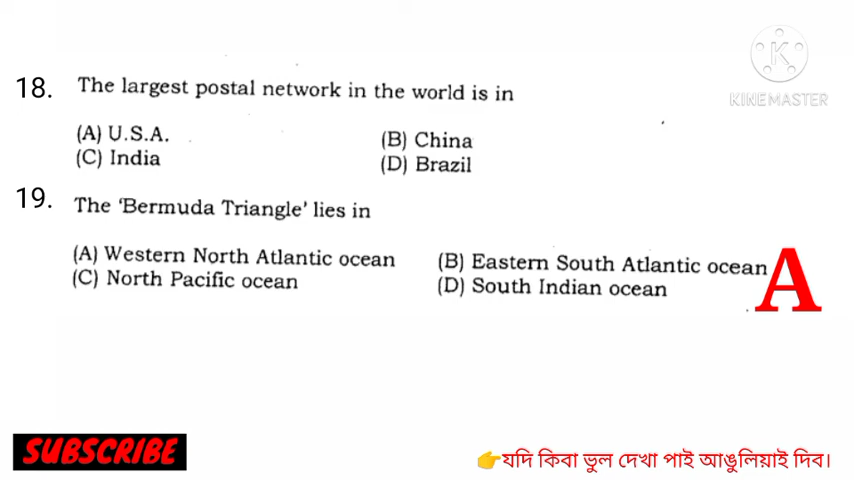 K
KINEMASTER
18. The largest postal network in the world is in
(A) U.S.A. (B) China
(C) India (D) Brazil
19. The ‘Bermuda Triangle’ lies in
(A) Western North Atlantic ocean (B) Eastern South Atlantic ocean
(C) North Pacific ocean (D) South Indian ocean
A
SUBSCRIBE
👉যদি কিবা ভুল দেখা পাই আঙুলিয়াই দিব।